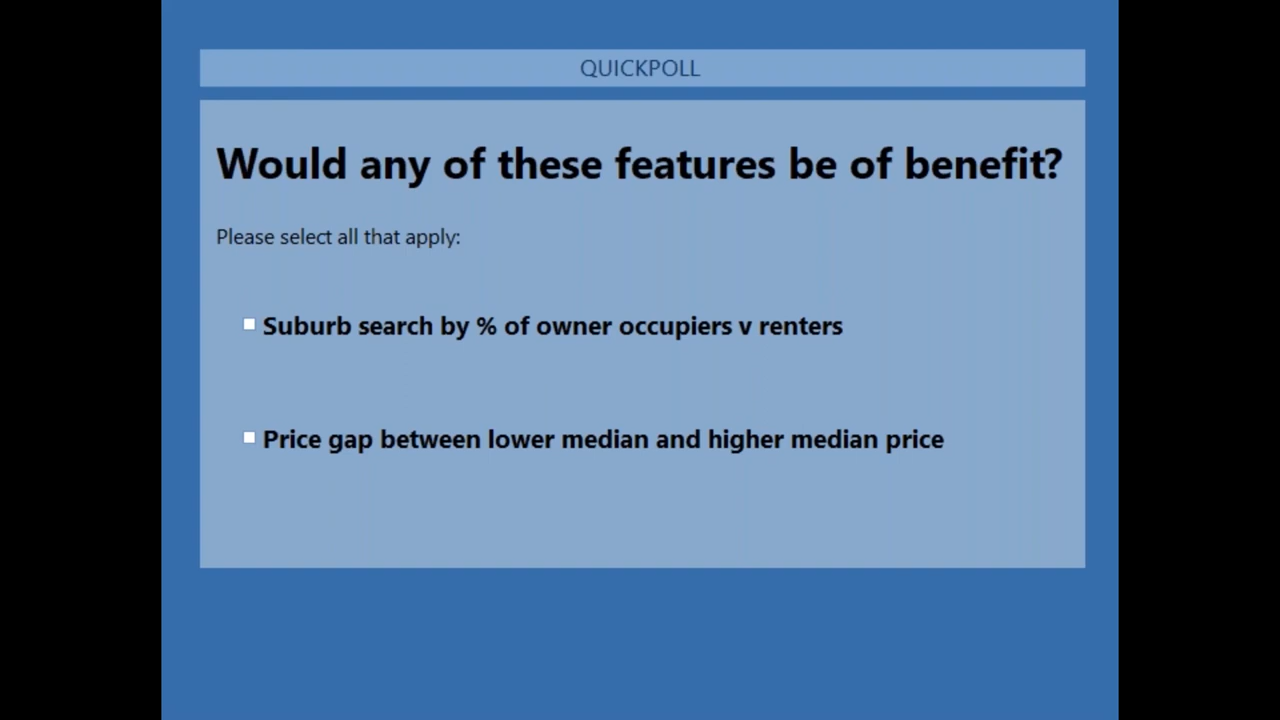 QUICKPOLL
Would any of these features be of benefit?
Please select all that apply:
Suburb search by % of owner occupiers v renters
Price gap between lower median and higher median price